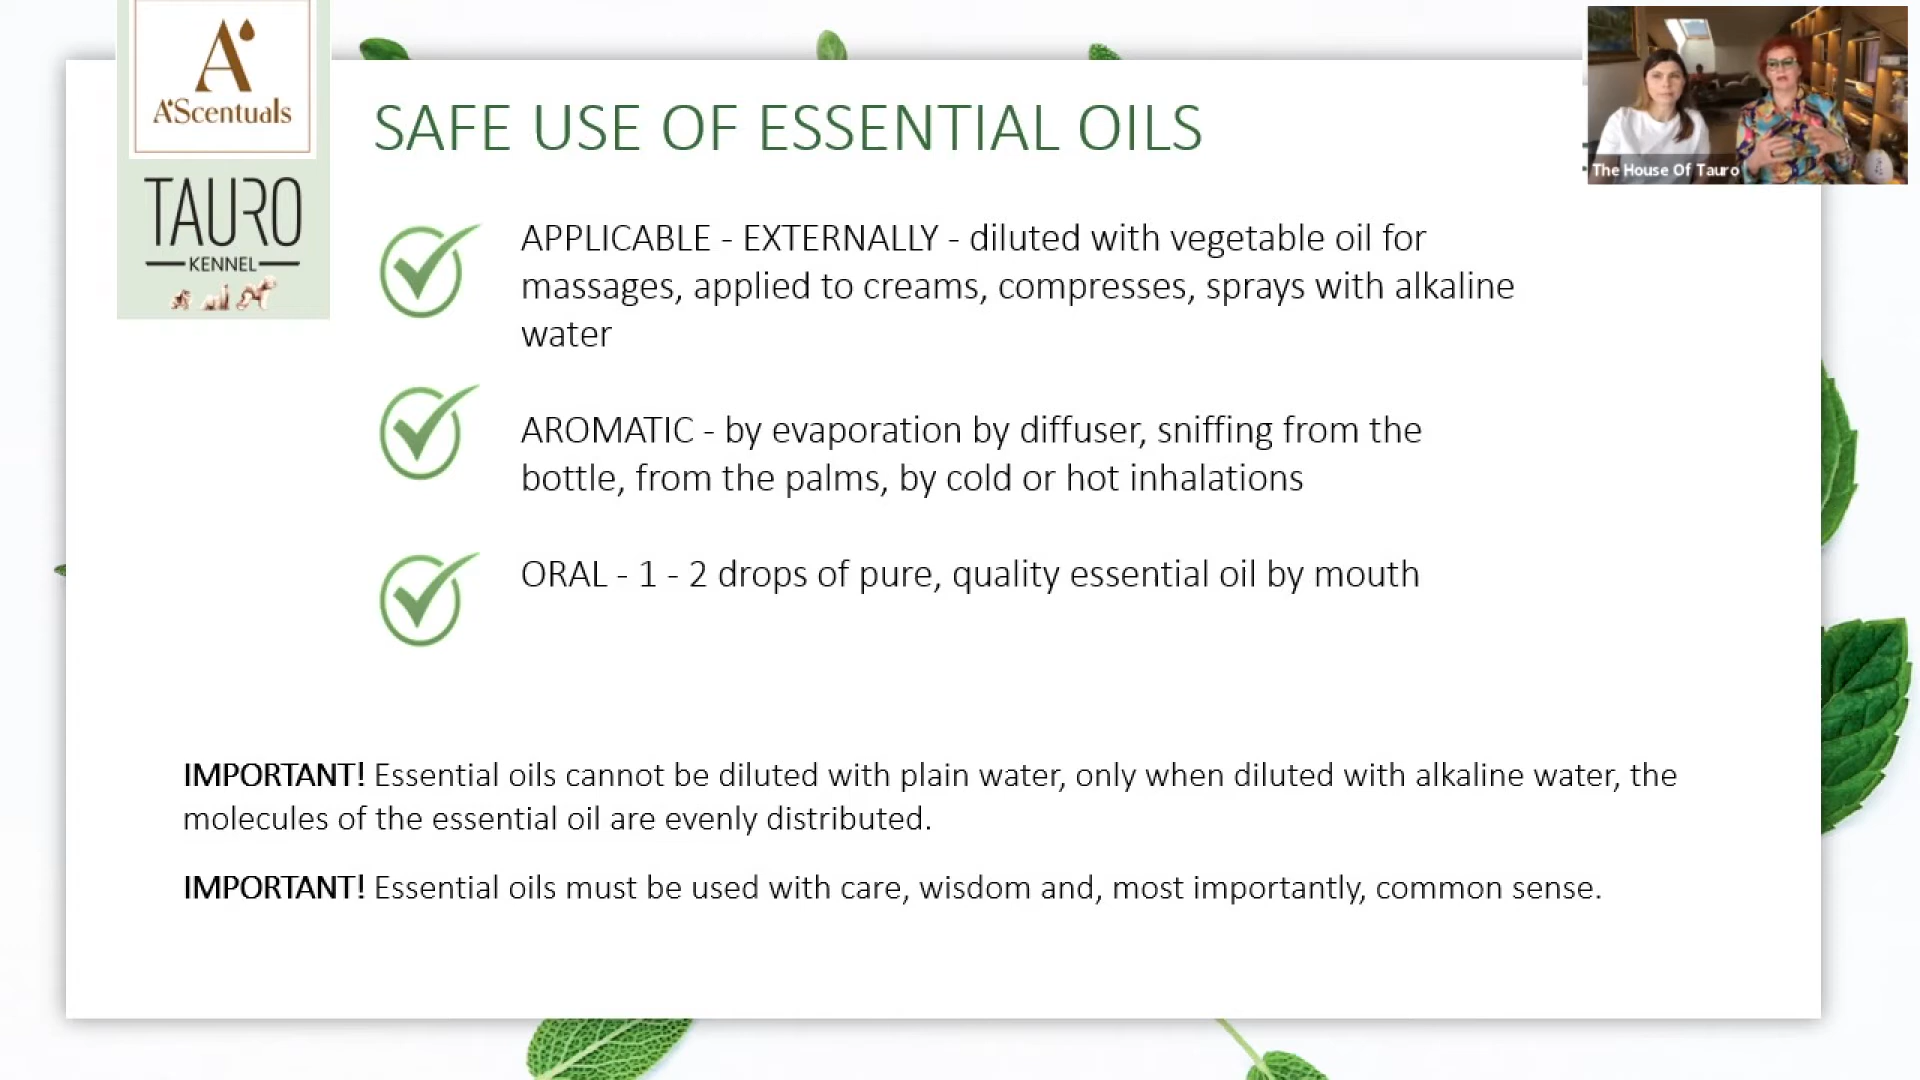 A'Scentuals
TAURO
KENNEL
SAFE USE OF ESSENTIAL OILS
The House Of Tauro
APPLICABLE - EXTERNALLY - diluted with vegetable oil for
massages, applied to creams, compresses, sprays with alkaline
water
AROMATIC - by evaporation by diffuser, sniffing from the
bottle, from the palms, by cold or hot inhalations
ORAL - 1 - 2 drops of pure, quality essential oil by mouth
IMPORTANT! Essential oils cannot be diluted with plain water, only when diluted with alkaline water, the
molecules of the essential oil are evenly distributed.
IMPORTANT! Essential oils must be used with care, wisdom and, most importantly, common sense.